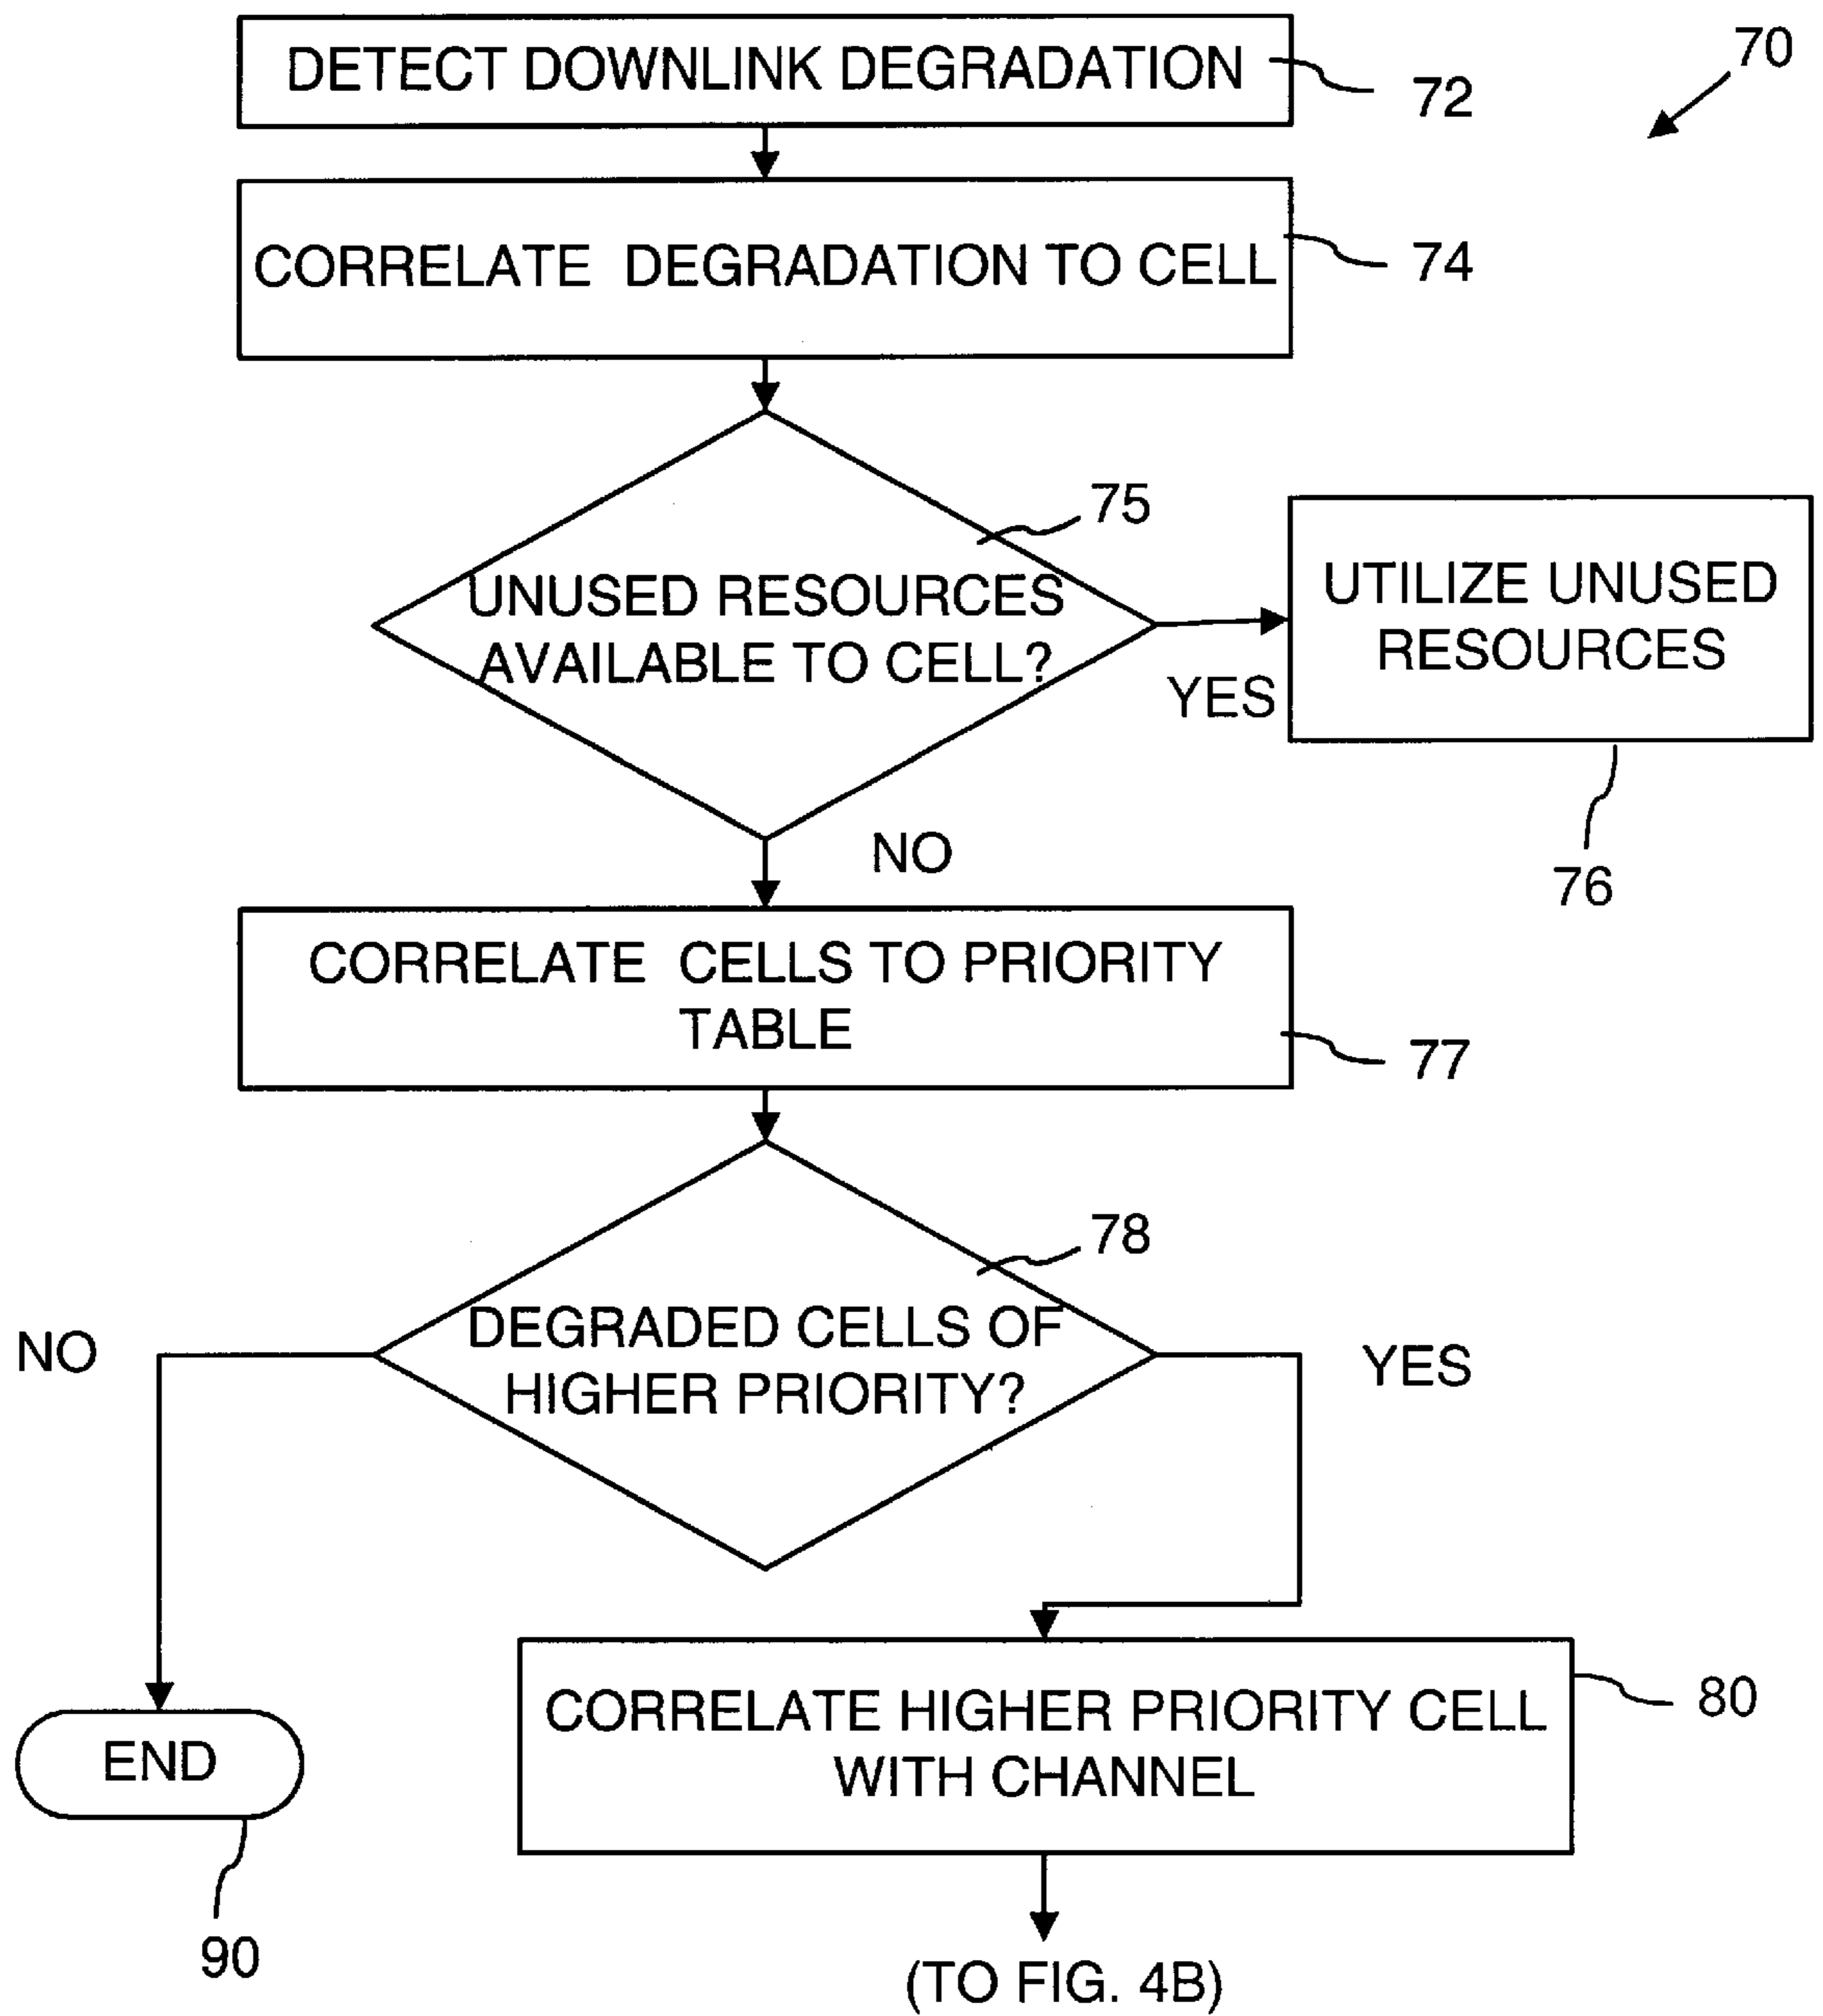 DETECT DOWNLINK DEGRADATION
72
70
CORRELATE DEGRADATION TO CELL
74
75
UNUSED RESOURCES
AVAILABLE TO CELL?
YES
UTILIZE UNUSED
RESOURCES
76
NO
CORRELATE CELLS TO PRIORITY
TABLE
77
78
DEGRADED CELLS OF
HIGHER PRIORITY?
NO
YES
CORRELATE HIGHER PRIORITY CELL
WITH CHANNEL
80
END
90
(TO FIG. 4B)